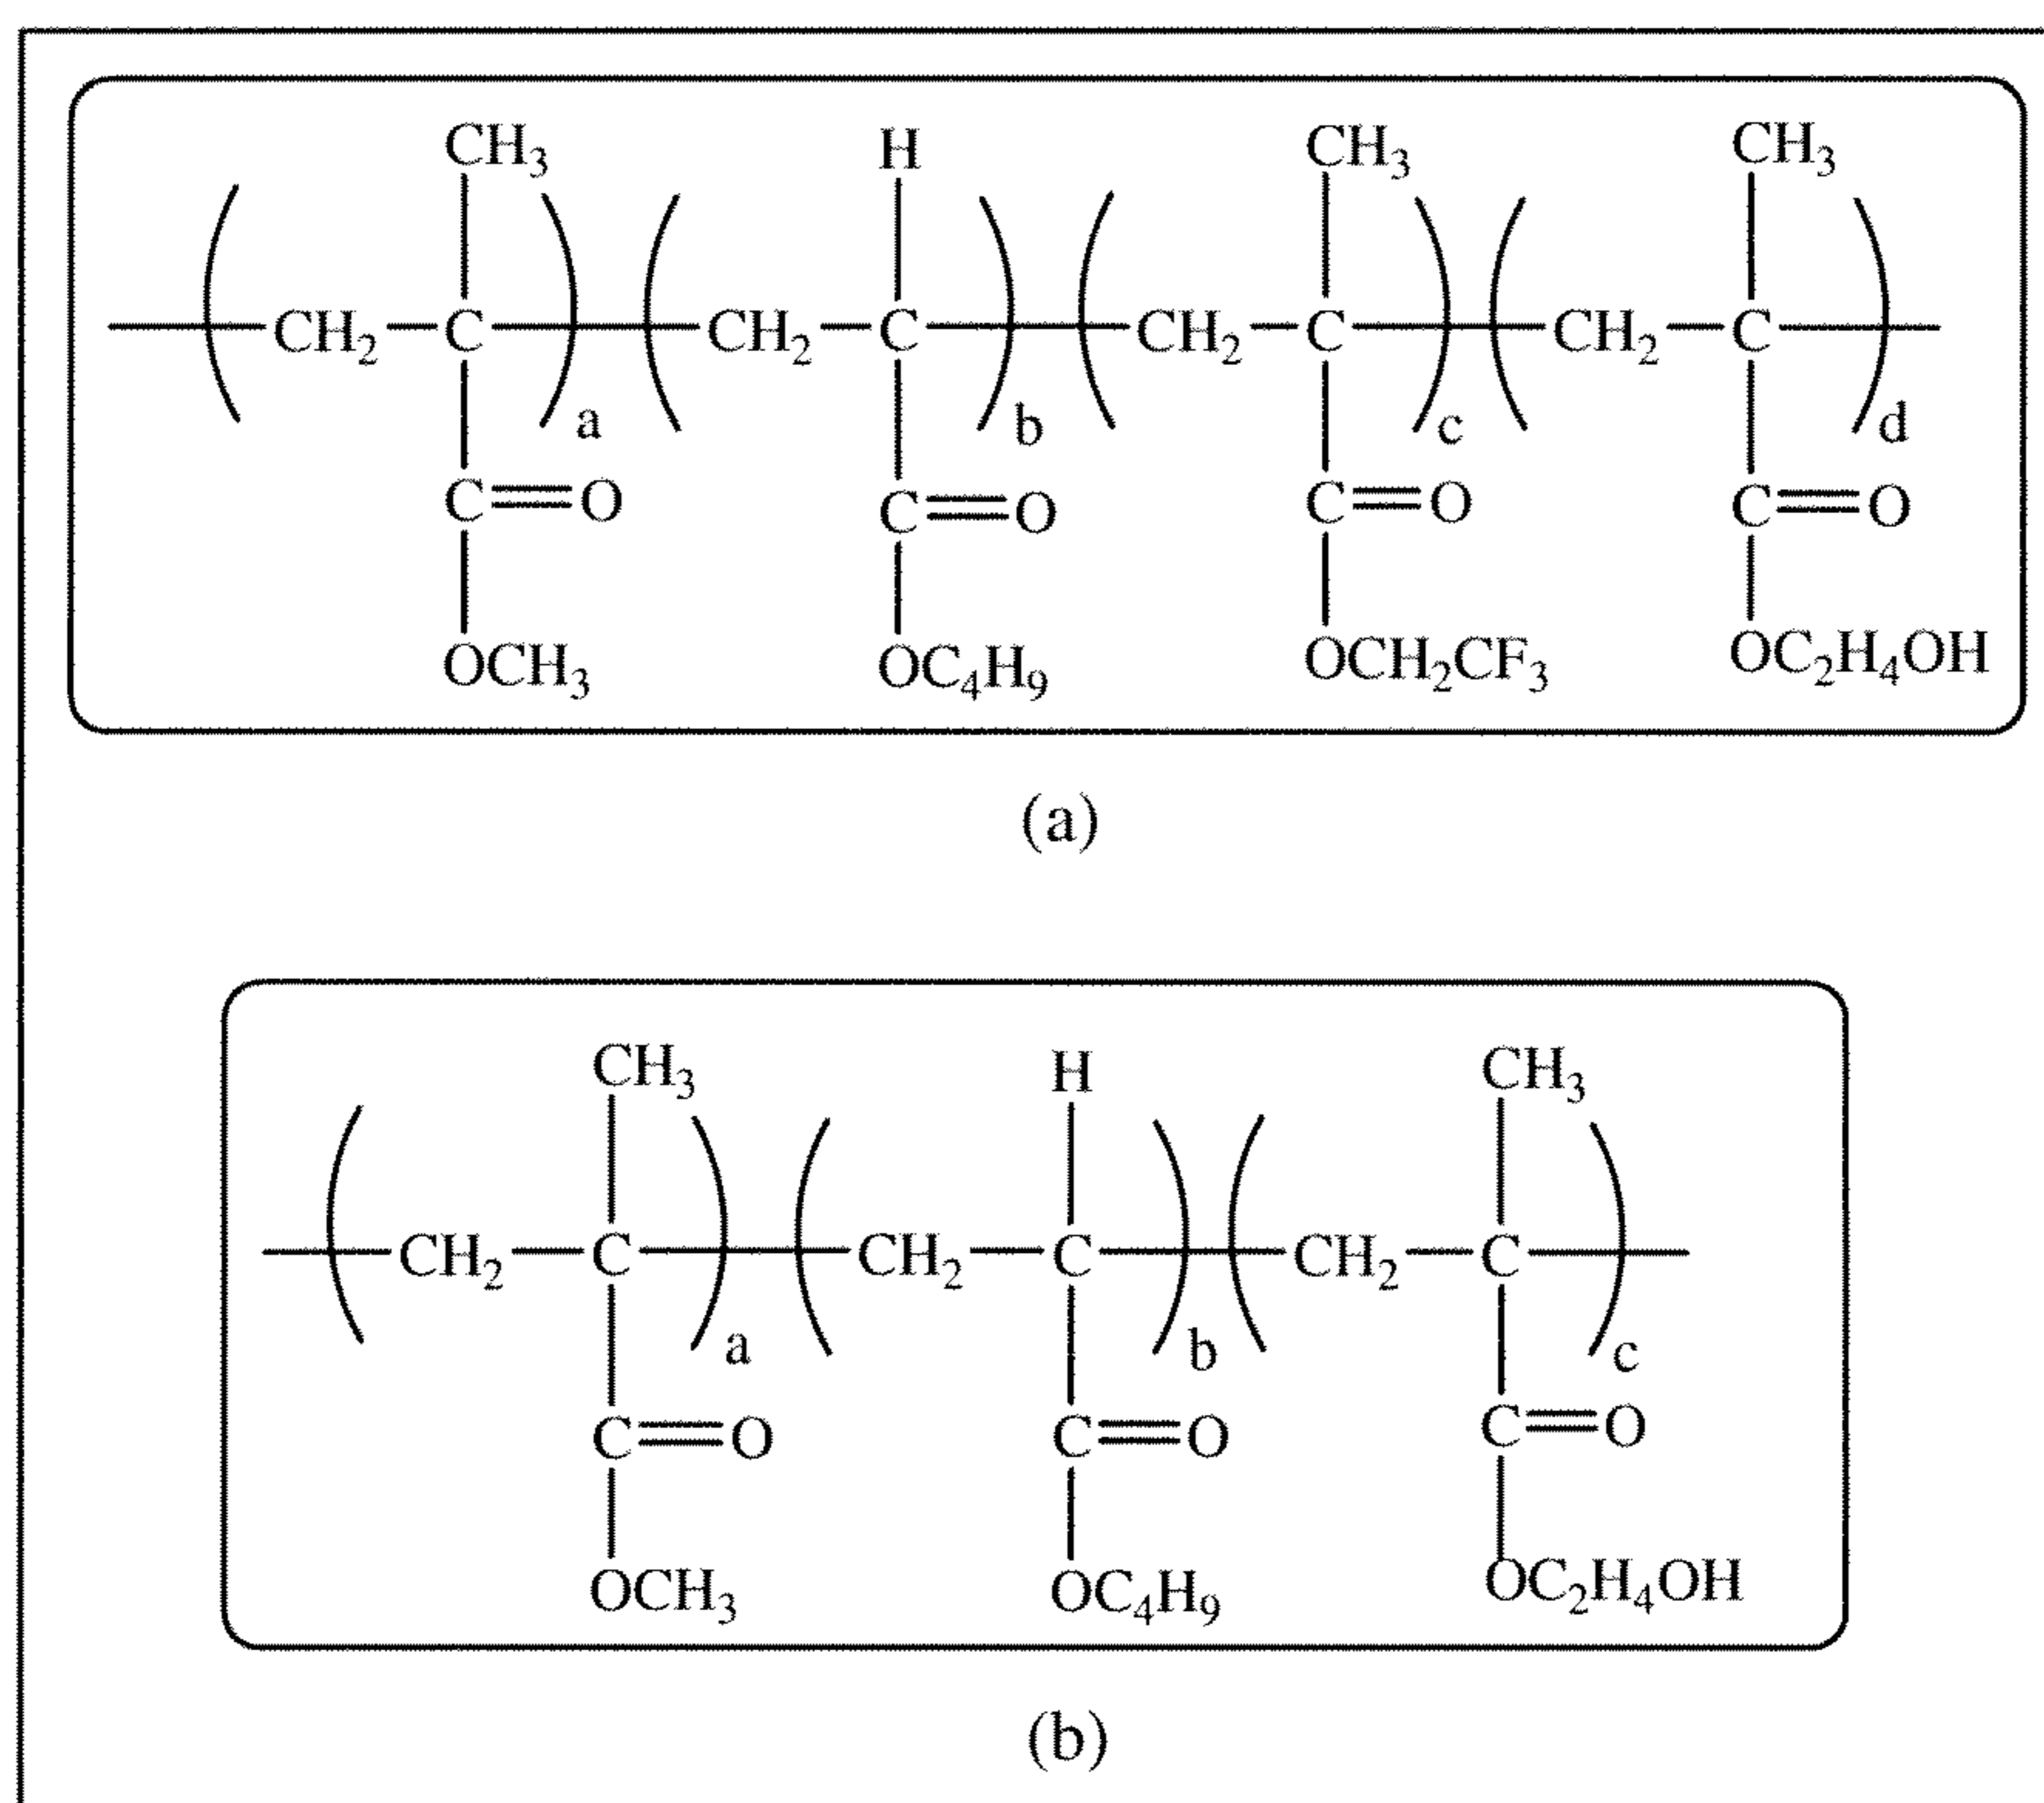 CH₃ H CH₃ CH₃
CH₂ C CH₂ C CH₂ C CH₂ C
a b c d
C O C O C O C O
OCH₃ OC₄H₉ OCH₂CF₃ OC₂H₄OH
(a)
CH₃ H CH₃
CH₂ C CH₂ C CH₂ C
a b c
C O C O C O
OCH₃ OC₄H₉ OC₂H₄OH
(b)